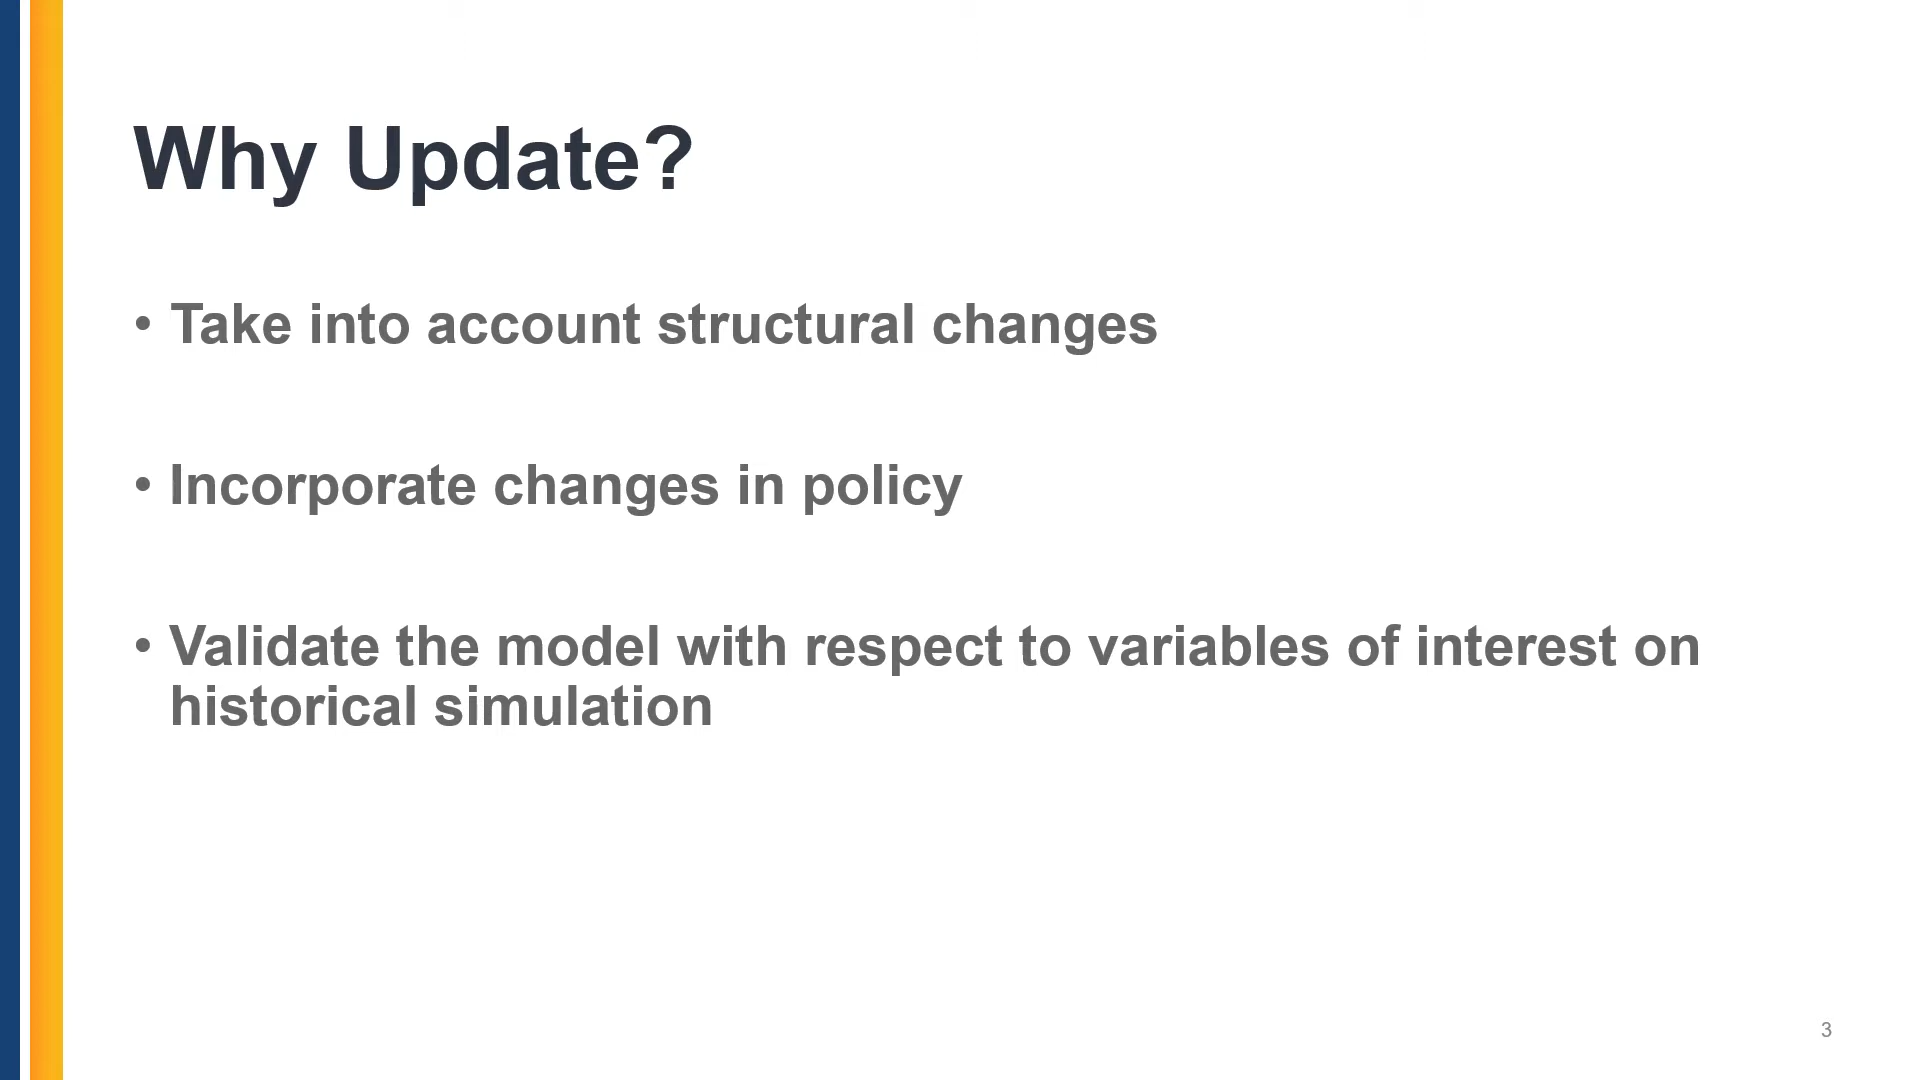 Why Update?
• Take into account structural changes
• Incorporate changes in policy
• Validate the model with respect to variables of interest on
historical simulation
3